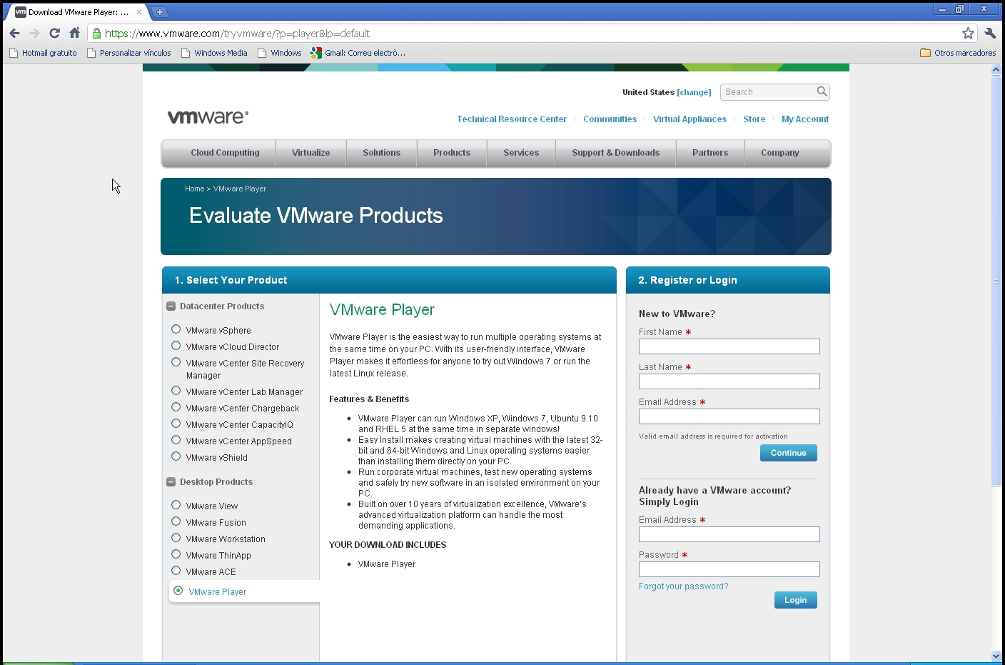 Download VMware Player: ...
https://www.vmware.com/tryvmware/?p=player&lp=default
Hotmail gratuito
Personalizar vínculos
Windows Media
Windows
Gmail: Correu electrò...
Otros marcadores
United States [change]
Search
vmware®
Technical Resource Center
Communities
Virtual Appliances
Store
My Account
Cloud Computing
Virtualize
Solutions
Products
Services
Support & Downloads
Partners
Company
Home > VMware Player
Evaluate VMware Products
1. Select Your Product
Datacenter Products
VMware vSphere
VMware vCloud Director
VMware vCenter Site Recovery
Manager
VMware vCenter Lab Manager
VMware vCenter Chargeback
VMware vCenter CapacityIQ
VMware vCenter AppSpeed
VMware vShield
Desktop Products
VMware View
VMware Fusion
VMware Workstation
VMware ThinApp
VMware ACE
VMware Player
VMware Player
VMware Player is the easiest way to run multiple operating systems at
the same time on your PC. With its user-friendly interface, VMware
Player makes it effortless for anyone to try out Windows 7 or run the
latest Linux release.
Features & Benefits
• VMware Player can run Windows XP, Windows 7, Ubuntu 9.10
and RHEL 5 at the same time in separate windows!
• Easy Install makes creating virtual machines with the latest 32-
bit and 64-bit Windows and Linux operating systems easier
than installing them directly on your PC.
• Run corporate virtual machines, test new operating systems
and safely try new software in an isolated environment on your
PC.
• Built on over 10 years of virtualization excellence, VMware's
advanced virtualization platform can handle the most
demanding applications.
YOUR DOWNLOAD INCLUDES
• VMware Player
2. Register or Login
New to VMware?
First Name *
Last Name *
Email Address *
Valid email address is required for activation
Continue
Already have a VMware account?
Simply Login
Email Address *
Password *
Forgot your password?
Login